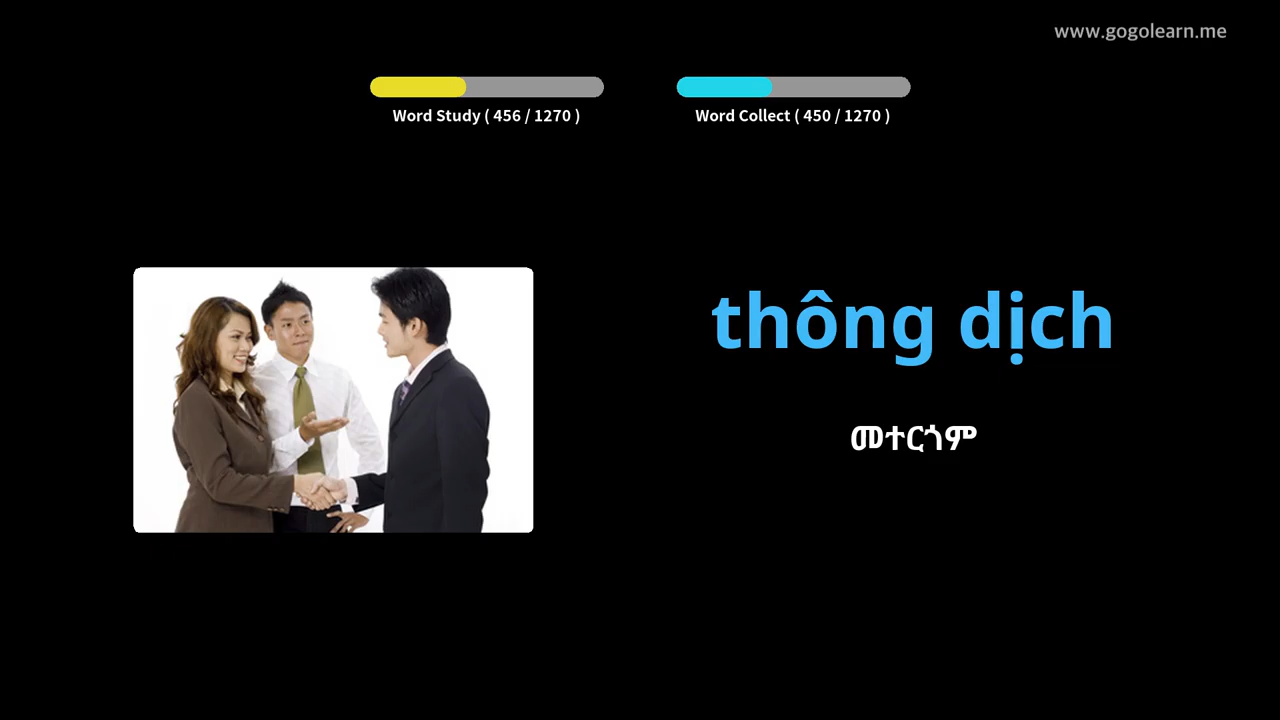 www.gogolearn.me
Word Study ( 456 / 1270 )
Word Collect ( 450 / 1270 )
thông dịch
መተርጎም